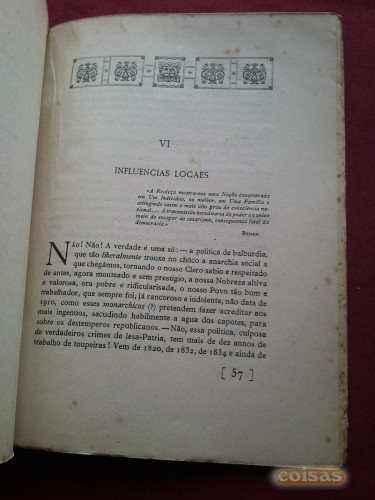 VI
INFLUENCIAS LOCAES
«A Realeza mostra-nos uma Nação concentrada
em Um Individuo, ou melhor, em Uma Familia e
attingindo assim o mais alto grau de consciencia na-
cional... A transmissão hereditaria do poder é o unico
meio de escapar ao cesarismo, consequencia fatal da
democracia».
RENAN.
NÃO! Não! A verdade é uma só: — a politica de balburdia,
que tão liberalmente trouxe no chôco a anarchia social a
que chegámos, tornando o nosso Clero sabio e respeitado
de antes, agora monteado e sem prestigio, a nossa Nobreza altiva
e valorosa, ora pobre e ridicularisada, o nosso Povo tão bom e
trabalhador, que sempre foi, já rancoroso e indolente, não data de
1910, como esses monarchicos (?) pretendem fazer acreditar aos
mais ingenuos, sacudindo habilmente a agua dos capotes, para
sobre os destemperos republicanos. — Não, essa politica, culposa
de verdadeiros crimes de lesa-Patria, tem mais de dez annos de
trabalho de toupeiras! Vem de 1820, de 1832, de 1834 e ainda de
[ 57 ]
coisas